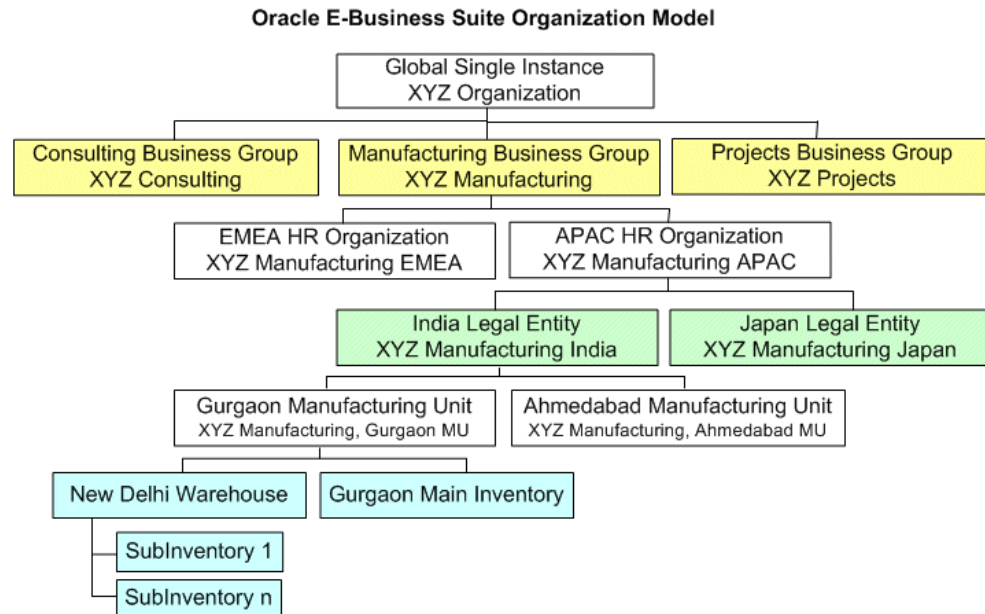 Oracle E-Business Suite Organization Model
Global Single Instance
XYZ Organization
Consulting Business Group
XYZ Consulting
Manufacturing Business Group
XYZ Manufacturing
Projects Business Group
XYZ Projects
EMEA HR Organization
XYZ Manufacturing EMEA
APAC HR Organization
XYZ Manufacturing APAC
India Legal Entity
XYZ Manufacturing India
Japan Legal Entity
XYZ Manufacturing Japan
Gurgaon Manufacturing Unit
XYZ Manufacturing, Gurgaon MU
Ahmedabad Manufacturing Unit
XYZ Manufacturing, Ahmedabad MU
New Delhi Warehouse
Gurgaon Main Inventory
SubInventory 1
SubInventory n